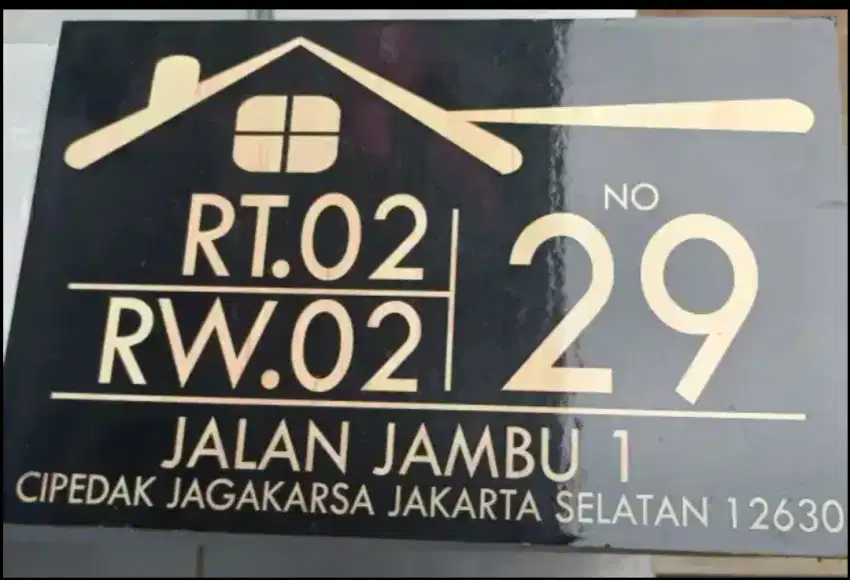 RT.02
RW.02
NO
29
JALAN JAMBU 1
CIPEDAK JAGAKARSA JAKARTA SELATAN 12630